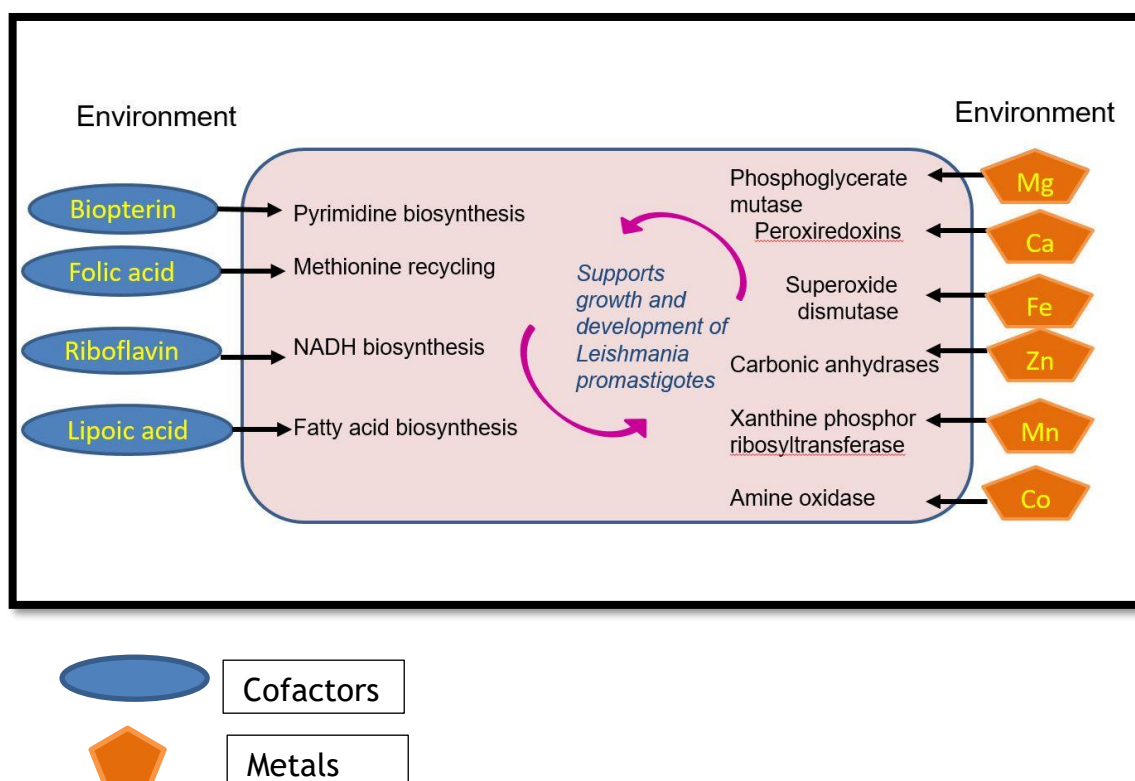 Environment
Environment
Biopterin
Pyrimidine biosynthesis
Folic acid
Methionine recycling
Riboflavin
NADH biosynthesis
Lipoic acid
Fatty acid biosynthesis
Supports
growth and
development of
Leishmania
promastigotes
Phosphoglycerate
mutase
Mg
Peroxiredoxins
Ca
Superoxide
dismutase
Fe
Carbonic anhydrases
Zn
Xanthine phosphor
ribosyltransferase
Mn
Amine oxidase
Co
Cofactors
Metals